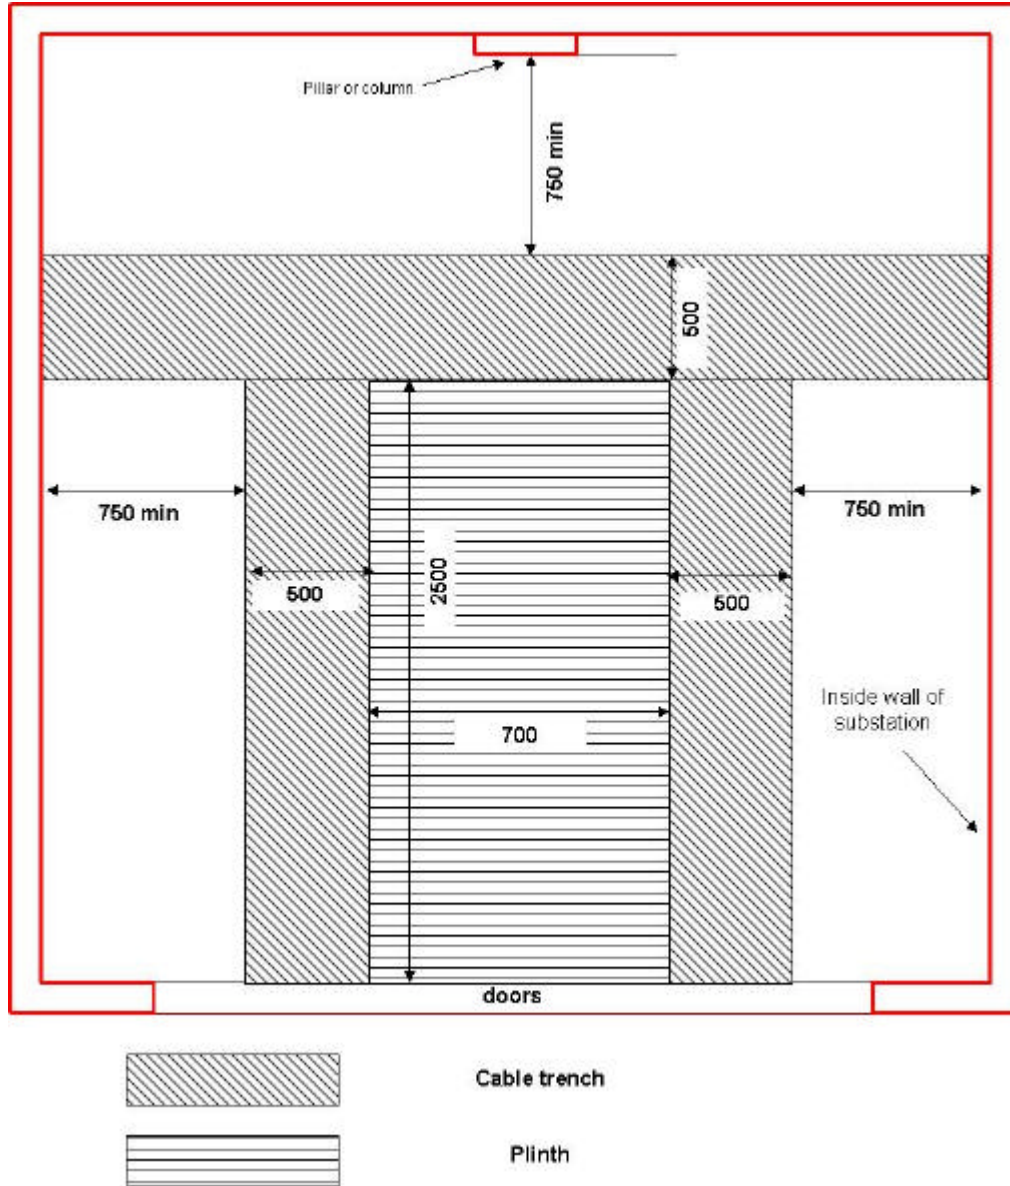 Pillar or column
750 min
500
750 min
750 min
500
2500
500
700
Inside wall of
substation
doors
Cable trench
Plinth